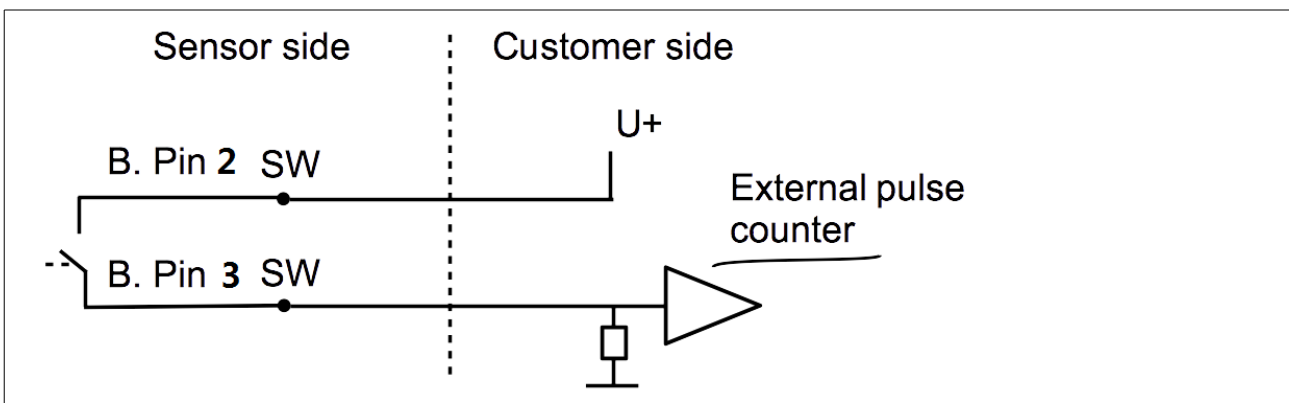 Sensor side
Customer side
U+
B. Pin 2 SW
External pulse
counter
B. Pin 3 SW